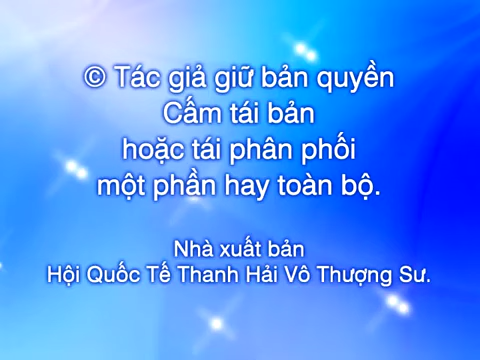 © Tác giả giữ bản quyền
Cấm tái bản
hoặc tái phân phối
một phần hay toàn bộ.
Nhà xuất bản
Hội Quốc Tế Thanh Hải Vô Thượng Sư.